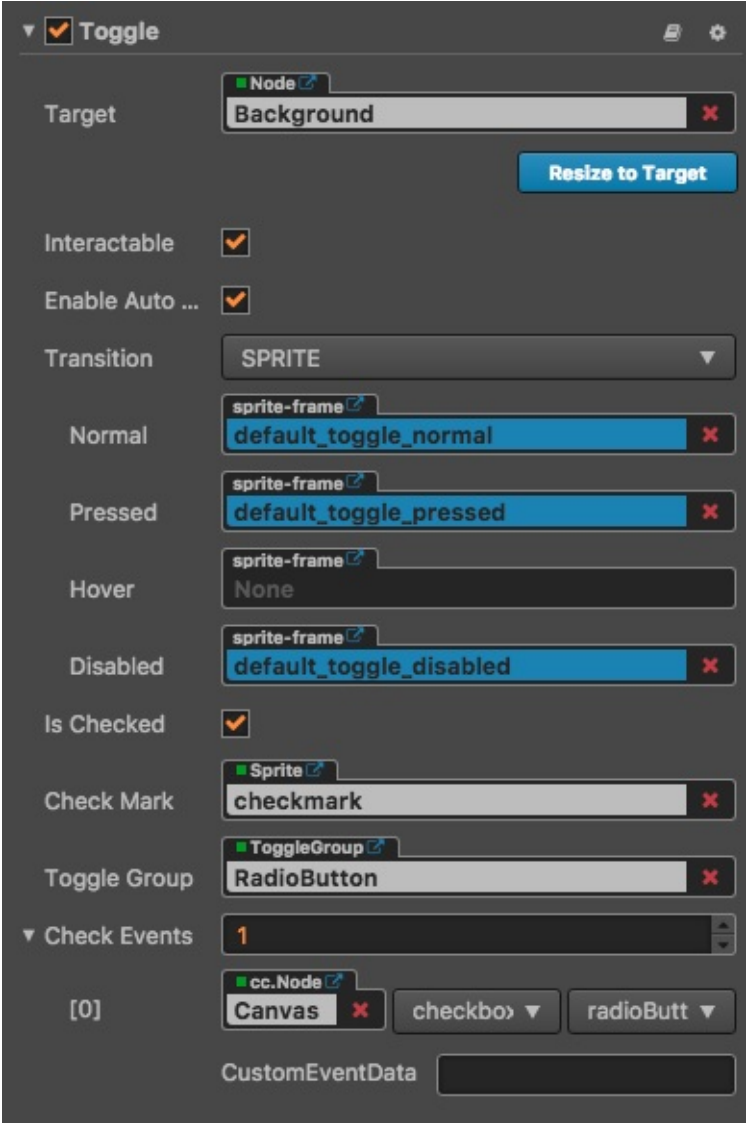 Toggle
Node
Target
Background
Resize to Target
Interactable
Enable Auto ...
Transition
SPRITE
sprite-frame
Normal
default_toggle_normal
sprite-frame
Pressed
default_toggle_pressed
sprite-frame
Hover
None
sprite-frame
Disabled
default_toggle_disabled
Is Checked
Sprite
Check Mark
checkmark
ToggleGroup
Toggle Group
RadioButton
Check Events
1
cc.Node
[0]
Canvas
checkbox
radioButt
CustomEventData